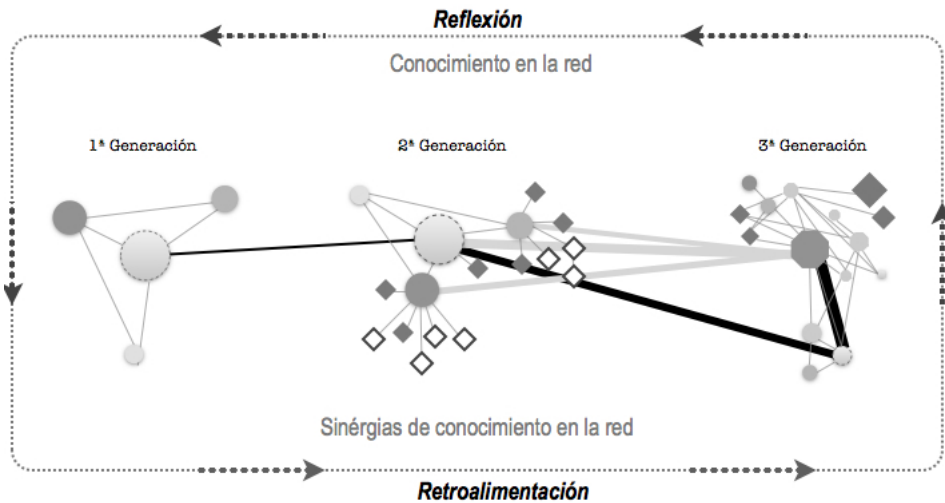 Reflexión
Conocimiento en la red
1ª Generación
2ª Generación
3ª Generación
Sinérgias de conocimiento en la red
Retroalimentación